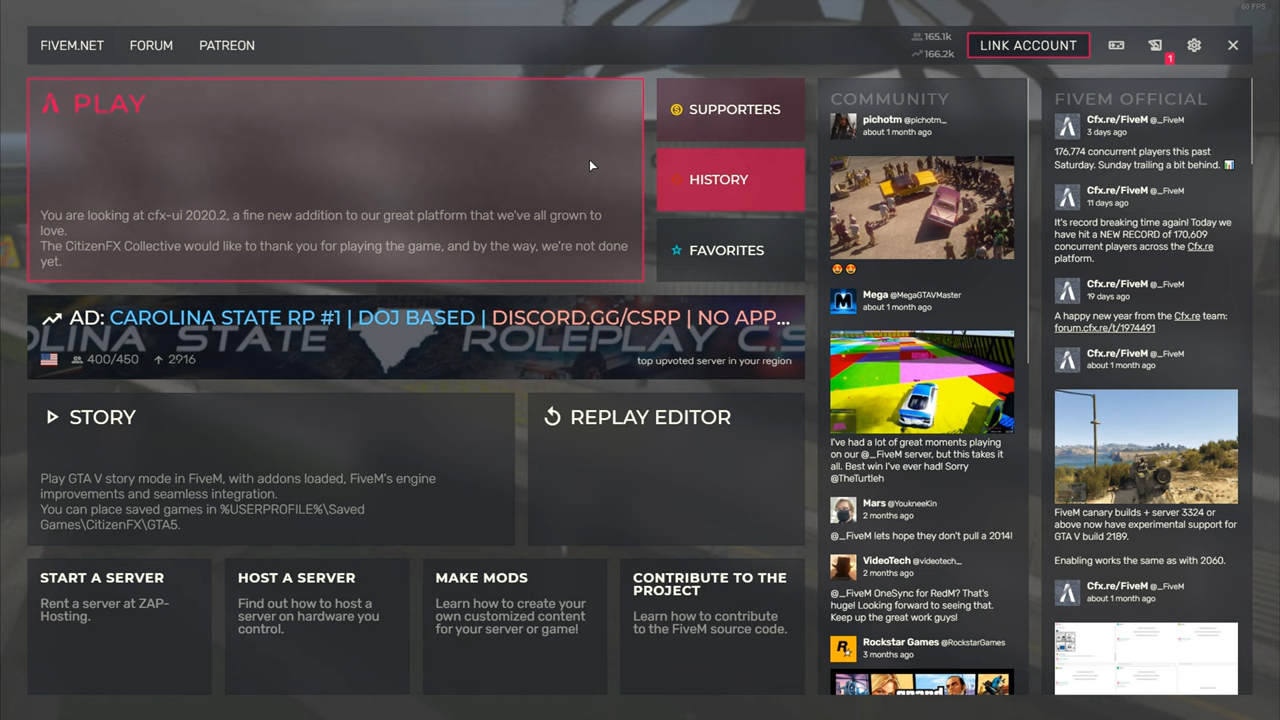 60 FPS
FIVEM.NET
FORUM
PATREON
165.1k
166.2k
LINK ACCOUNT
1
PLAY
You are looking at cfx-ui 2020.2, a fine new addition to our great platform that we've all grown to
love.
The CitizenFX Collective would like to thank you for playing the game, and by the way, we're not done
yet.
SUPPORTERS
HISTORY
FAVORITES
AD: CAROLINA STATE RP #1 | DOJ BASED | DISCORD.GG/CSRP | NO APP...
OLINA STATE ROLEPLAY C.S
400/450
2916
top upvoted server in your region
STORY
Play GTA V story mode in FiveM, with addons loaded, FiveM's engine
improvements and seamless integration.
You can place saved games in %USERPROFILE%\Saved
Games\CitizenFX\GTA5.
REPLAY EDITOR
START A SERVER
Rent a server at ZAP-
Hosting.
HOST A SERVER
Find out how to host a
server on hardware you
control.
MAKE MODS
Learn how to create your
own customized content
for your server or game!
CONTRIBUTE TO THE
PROJECT
Learn how to contribute
to the FiveM source code.
COMMUNITY
pichotm @pichotm_
about 1 month ago
😍 😍
Mega @MegaGTAVMaster
about 1 month ago
I've had a lot of great moments playing
on our @_FiveM server, but this takes it
all. Best win I've ever had! Sorry
@TheTurtleh
Mars @YoukneeKin
2 months ago
@_FiveM lets hope they don't pull a 2014!
VideoTech @videotech_
2 months ago
@_FiveM OneSync for RedM? That's
huge! Looking forward to seeing that.
Keep up the great work guys!
Rockstar Games @RockstarGames
3 months ago
FIVEM OFFICIAL
Cfx.re/FiveM @_FiveM
3 days ago
176,774 concurrent players this past
Saturday. Sunday trailing a bit behind. 📊
Cfx.re/FiveM @_FiveM
11 days ago
It's record breaking time again! Today we
have hit a NEW RECORD of 170,609
concurrent players across the Cfx.re
platform.
Cfx.re/FiveM @_FiveM
19 days ago
A happy new year from the Cfx.re team:
forum.cfx.re/t/1974491
Cfx.re/FiveM @_FiveM
about 1 month ago
FiveM canary builds + server 3324 or
above now have experimental support for
GTA V build 2189.
Enabling works the same as with 2060.
Cfx.re/FiveM @_FiveM
about 1 month ago